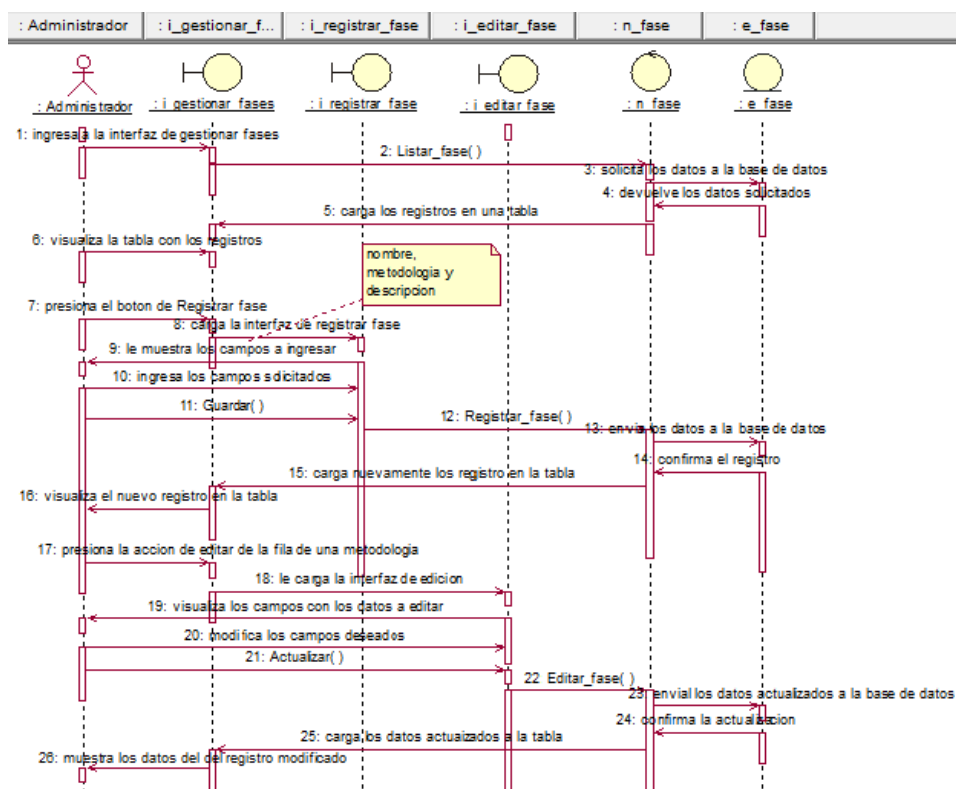 : Administrador
: i_gestionar_f...
: i_registrar_fase
: i_editar_fase
: n_fase
: e_fase
: Administrador
: i_gestionar_fases
: i_registrar_fase
: i_editar_fase
: n_fase
: e_fase
1: ingresa a la interfaz de gestionar fases
2: Listar_fase( )
3: solicita los datos a la base de datos
4: devuelve los datos solicitados
5: carga los registros en una tabla
6: visualiza la tabla con los registros
nombre,
metodologia y
descripcion
7: presiona el boton de Registrar fase
8: carga la interfaz de registrar fase
9: le muestra los campos a ingresar
10: ingresa los campos solicitados
11: Guardar( )
12: Registrar_fase( )
13: envia los datos a la base de datos
14: confirma el registro
15: carga nuevamente los registro en la tabla
16: visualiza el nuevo registro en la tabla
17: presiona la accion de editar de la fila de una metodologia
18: le carga la interfaz de edicion
19: visualiza los campos con los datos a editar
20: modifica los campos deseados
21: Actualizar( )
22 Editar_fase( )
23: envial los datos actualizados a la base de datos
24: confirma la actualizacion
25: carga los datos actuaizados a la tabla
26: muestra los datos del del registro modificado